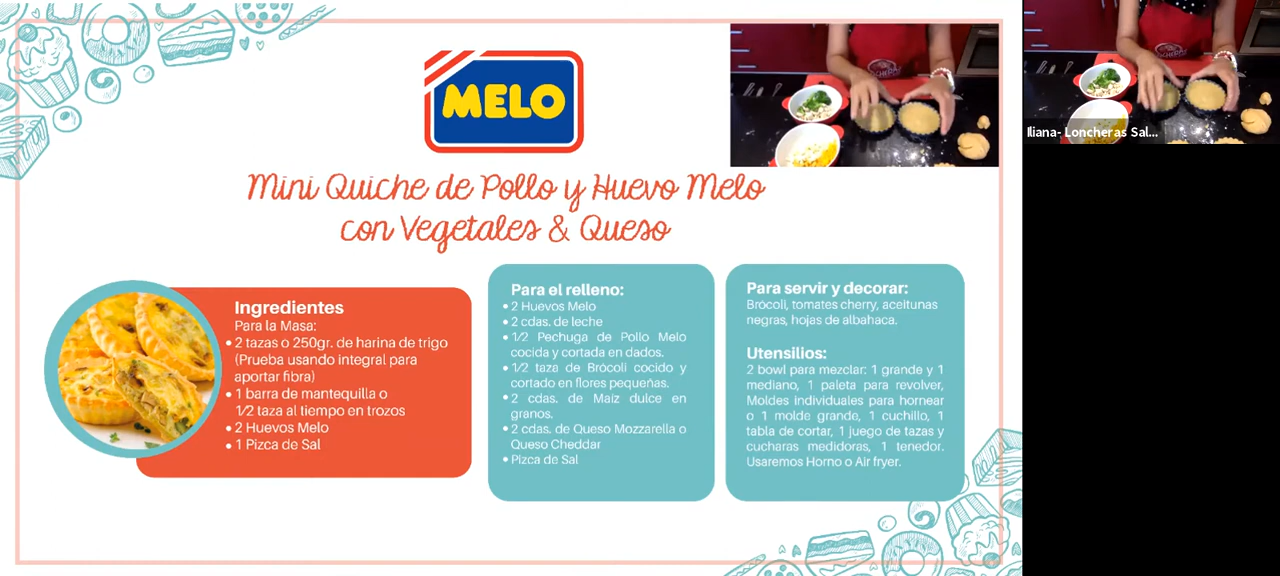 MELO
Mini Quiche de Pollo y Huevo Melo
con Vegetales & Queso
Ingredientes
Para la Masa:
• 2 tazas o 250gr. de harina de trigo
(Prueba usando integral para
aportar fibra)
• 1 barra de mantequilla o
1/2 taza al tiempo en trozos
• 2 Huevos Melo
• 1 Pizca de Sal
Para el relleno:
• 2 Huevos Melo
• 2 cdas. de leche
• 1/2 Pechuga de Pollo Melo
cocida y cortada en dados.
• 1/2 taza de Brócoli cocido y
cortado en flores pequeñas.
• 2 cdas. de Maíz dulce en
granos.
• 2 cdas. de Queso Mozzarella o
Queso Cheddar
• Pizca de Sal
Para servir y decorar:
Brócoli, tomates cherry, aceitunas
negras, hojas de albahaca.
Utensilios:
2 bowl para mezclar: 1 grande y 1
mediano, 1 paleta para revolver,
Moldes individuales para hornear
o 1 molde grande, 1 cuchillo, 1
tabla de cortar, 1 juego de tazas y
cucharas medidoras, 1 tenedor.
Usaremos Horno o Air fryer.
Iliana- Loncheras Sal...